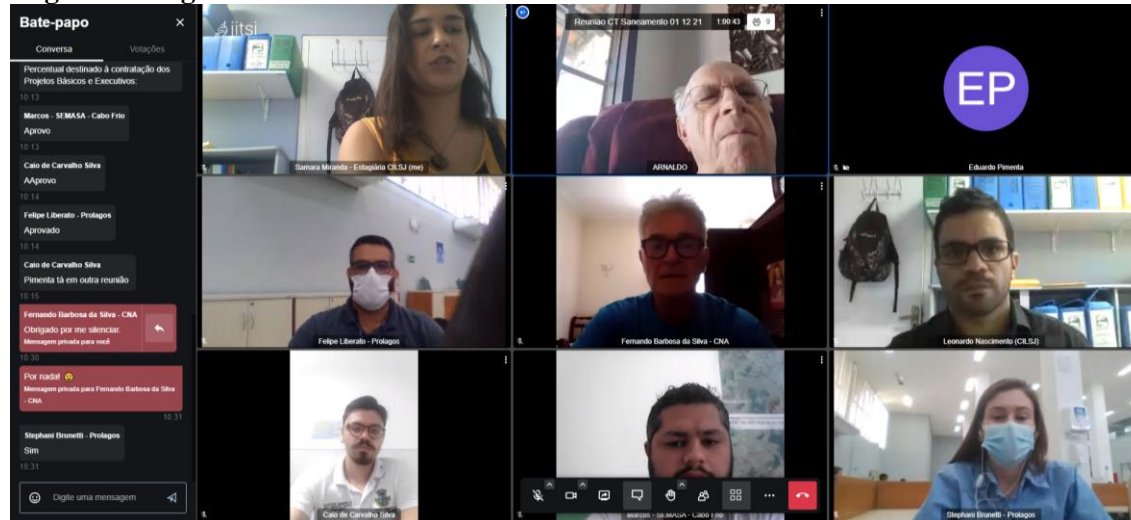 Bate-papo
Conversa
Votações
Percentual destinado à contratação dos
Projetos Básicos e Executivos:
10:13
Marcos - SEMASA - Cabo Frio
Aprovo
10:13
Caio de Carvalho Silva
AAprovo
10:14
Felipe Liberato - Prolagos
Aprovado
10:14
Caio de Carvalho Silva
Pimenta tá em outra reunião
10:15
Fernando Barbosa da Silva - CNA
Obrigado por me silenciar.
Mensagem privada para você
10:30
Por nada!
Mensagem privada para Fernando Barbosa da Silva
- CNA
10:31
Stephani Brunetti - Prolagos
Sim
10:31
Digite uma mensagem
jitsi
Samara Miranda - Estagiária CILSJ (me)
Reunião CT Saneamento 01 12 21
1:00:43
9
ARNALDO
EP
Eduardo Pimenta
Felipe Liberato - Prolagos
Fernando Barbosa da Silva - CNA
Leonardo Nascimento (CILSJ)
Caio de Carvalho Silva
Marcos - SEMASA - Cabo Frio
Stephani Brunetti - Prolagos